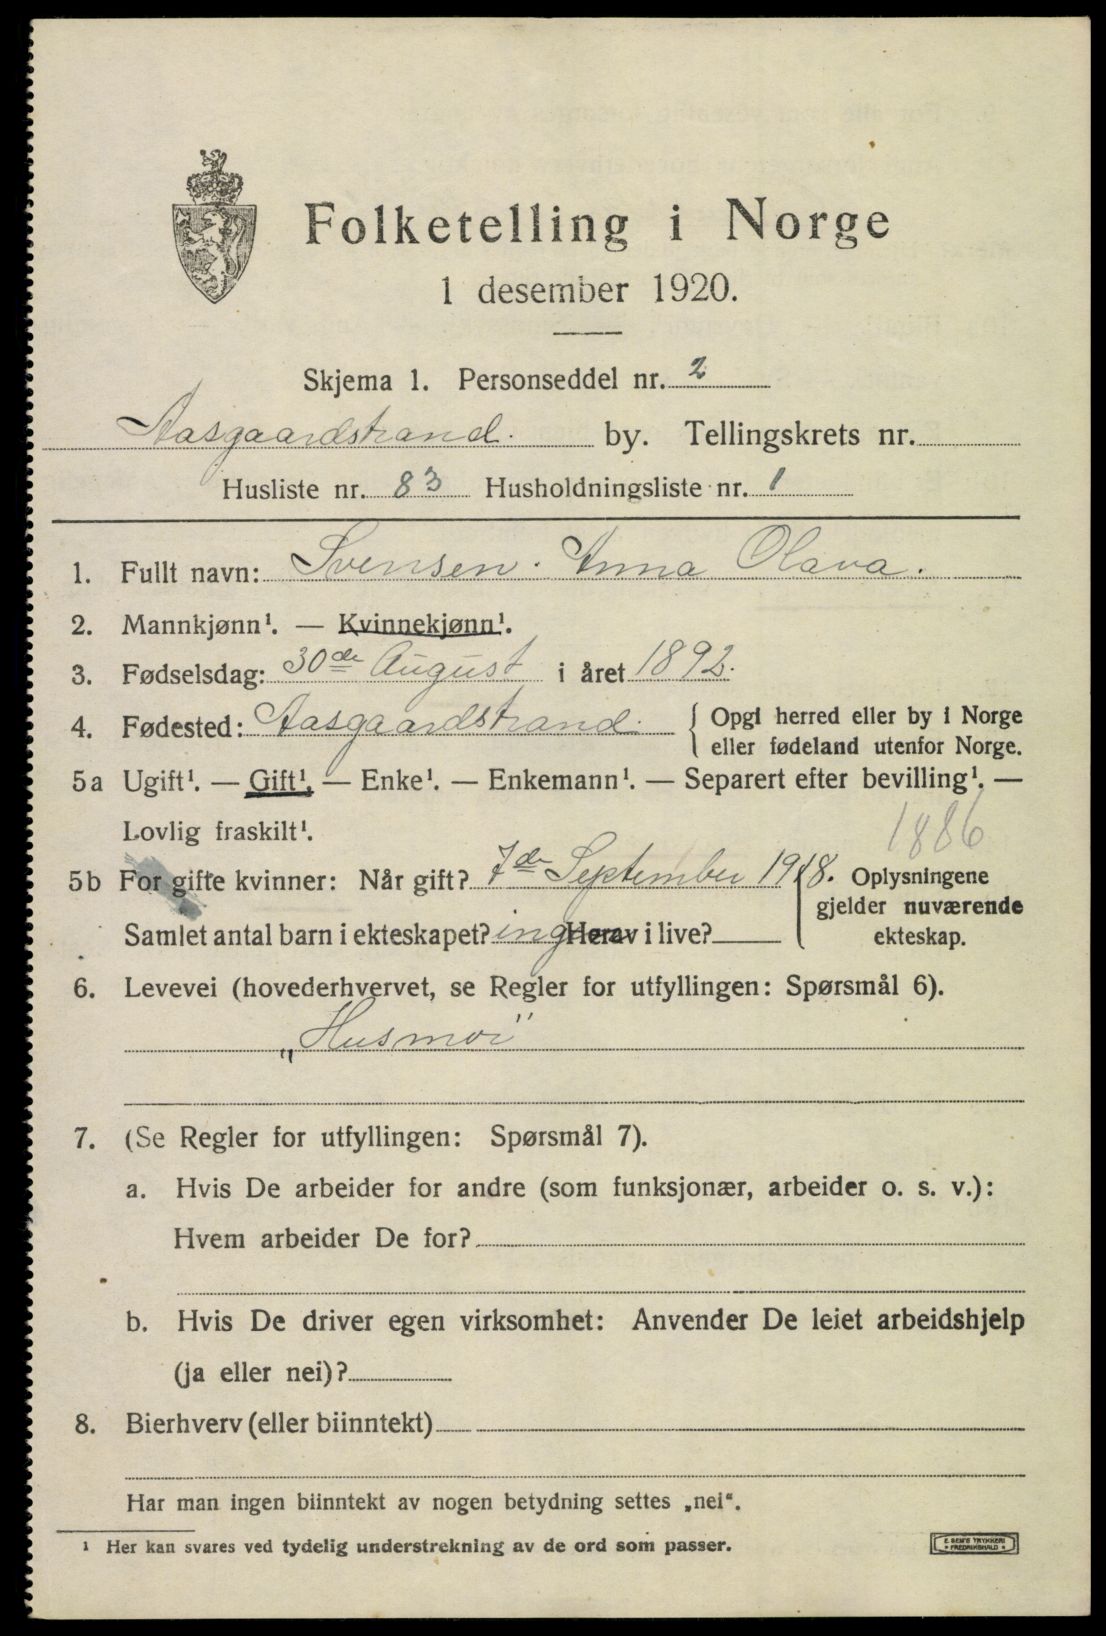 Folketelling i Norge
1 desember 1920.
Skjema 1. Personseddel nr. 2
Aasgaardstrand. by. Tellingskrets nr.
Husliste nr. 83 Husholdningsliste nr. 1
1. Fullt navn: Svensen. Anna Olava.
2. Mannkjønn¹. — Kvinnekjønn¹.
3. Fødselsdag: 30de August i året 1892.
4. Fødested: Aasgaardstrand. { Opgi herred eller by i Norge
eller fødeland utenfor Norge.
5a Ugift¹. — Gift¹. — Enke¹. — Enkemann¹. — Separert efter bevilling¹. —
Lovlig fraskilt¹.
1886
5b For gifte kvinner: Når gift? 7de September 1918. Oplysningene
gjelder nuværende
ekteskap.
Samlet antal barn i ekteskapet? ingen Herav i live?
6. Levevei (hovederhvervet, se Regler for utfyllingen: Spørsmål 6).
„Husmor"
7. (Se Regler for utfyllingen: Spørsmål 7).
a. Hvis De arbeider for andre (som funksjonær, arbeider o. s. v.):
Hvem arbeider De for?
b. Hvis De driver egen virksomhet: Anvender De leiet arbeidshjelp
(ja eller nei)?
8. Bierhverv (eller biinntekt)
Har man ingen biinntekt av nogen betydning settes „nei“.
¹ Her kan svares ved tydelig understrekning av de ord som passer.
E. SEM'S TRYKKERI
* FREDRIKSHALD *